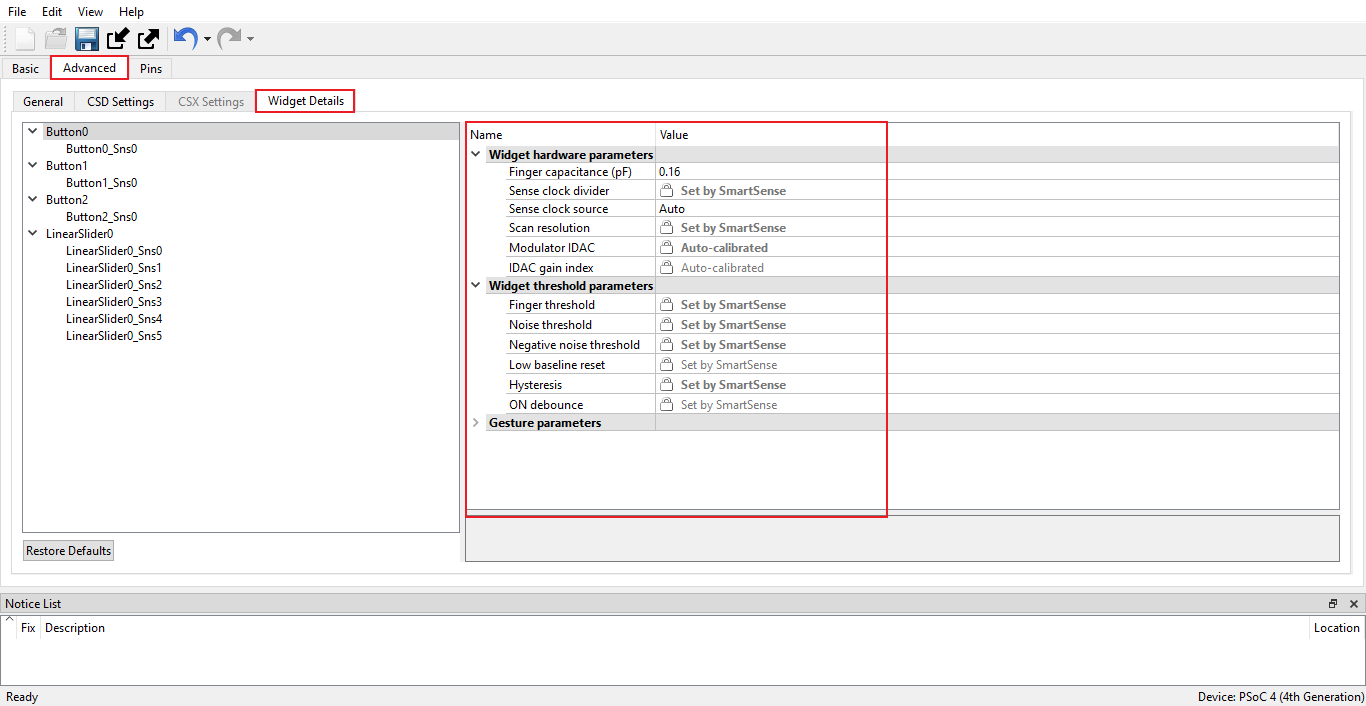 File Edit View Help
Basic Advanced Pins
General CSD Settings CSX Settings Widget Details
Button0
Button0_Sns0
Button1
Button1_Sns0
Button2
Button2_Sns0
LinearSlider0
LinearSlider0_Sns0
LinearSlider0_Sns1
LinearSlider0_Sns2
LinearSlider0_Sns3
LinearSlider0_Sns4
LinearSlider0_Sns5
Restore Defaults
Name Value
Widget hardware parameters
Finger capacitance (pF) 0.16
Sense clock divider Set by SmartSense
Sense clock source Auto
Scan resolution Set by SmartSense
Modulator IDAC Auto-calibrated
IDAC gain index Auto-calibrated
Widget threshold parameters
Finger threshold Set by SmartSense
Noise threshold Set by SmartSense
Negative noise threshold Set by SmartSense
Low baseline reset Set by SmartSense
Hysteresis Set by SmartSense
ON debounce Set by SmartSense
Gesture parameters
Notice List
Fix Description Location
Ready Device: PSoC 4 (4th Generation)